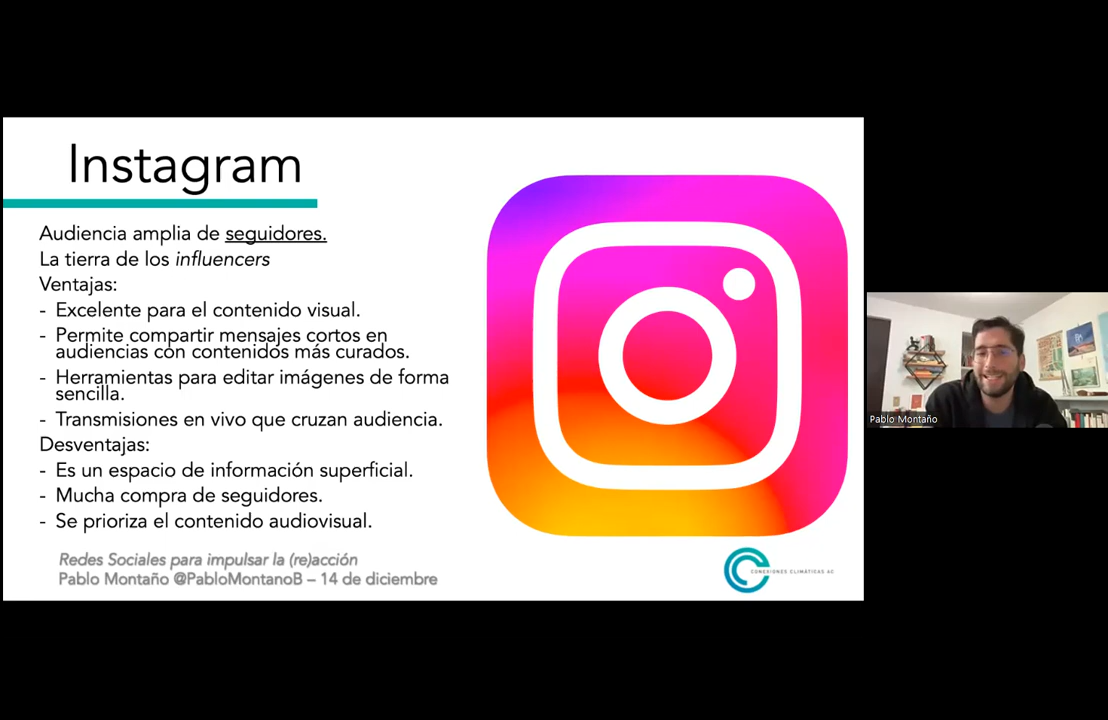 Instagram
Audiencia amplia de seguidores.
La tierra de los influencers
Ventajas:
- Excelente para el contenido visual.
- Permite compartir mensajes cortos en
audiencias con contenidos más curados.
- Herramientas para editar imágenes de forma
sencilla.
- Transmisiones en vivo que cruzan audiencia.
Desventajas:
- Es un espacio de información superficial.
- Mucha compra de seguidores.
- Se prioriza el contenido audiovisual.
Redes Sociales para impulsar la (re)acción
Pablo Montaño @PabloMontanoB – 14 de diciembre
CONEXIONES CLIMÁTICAS AC
Pablo Montaño